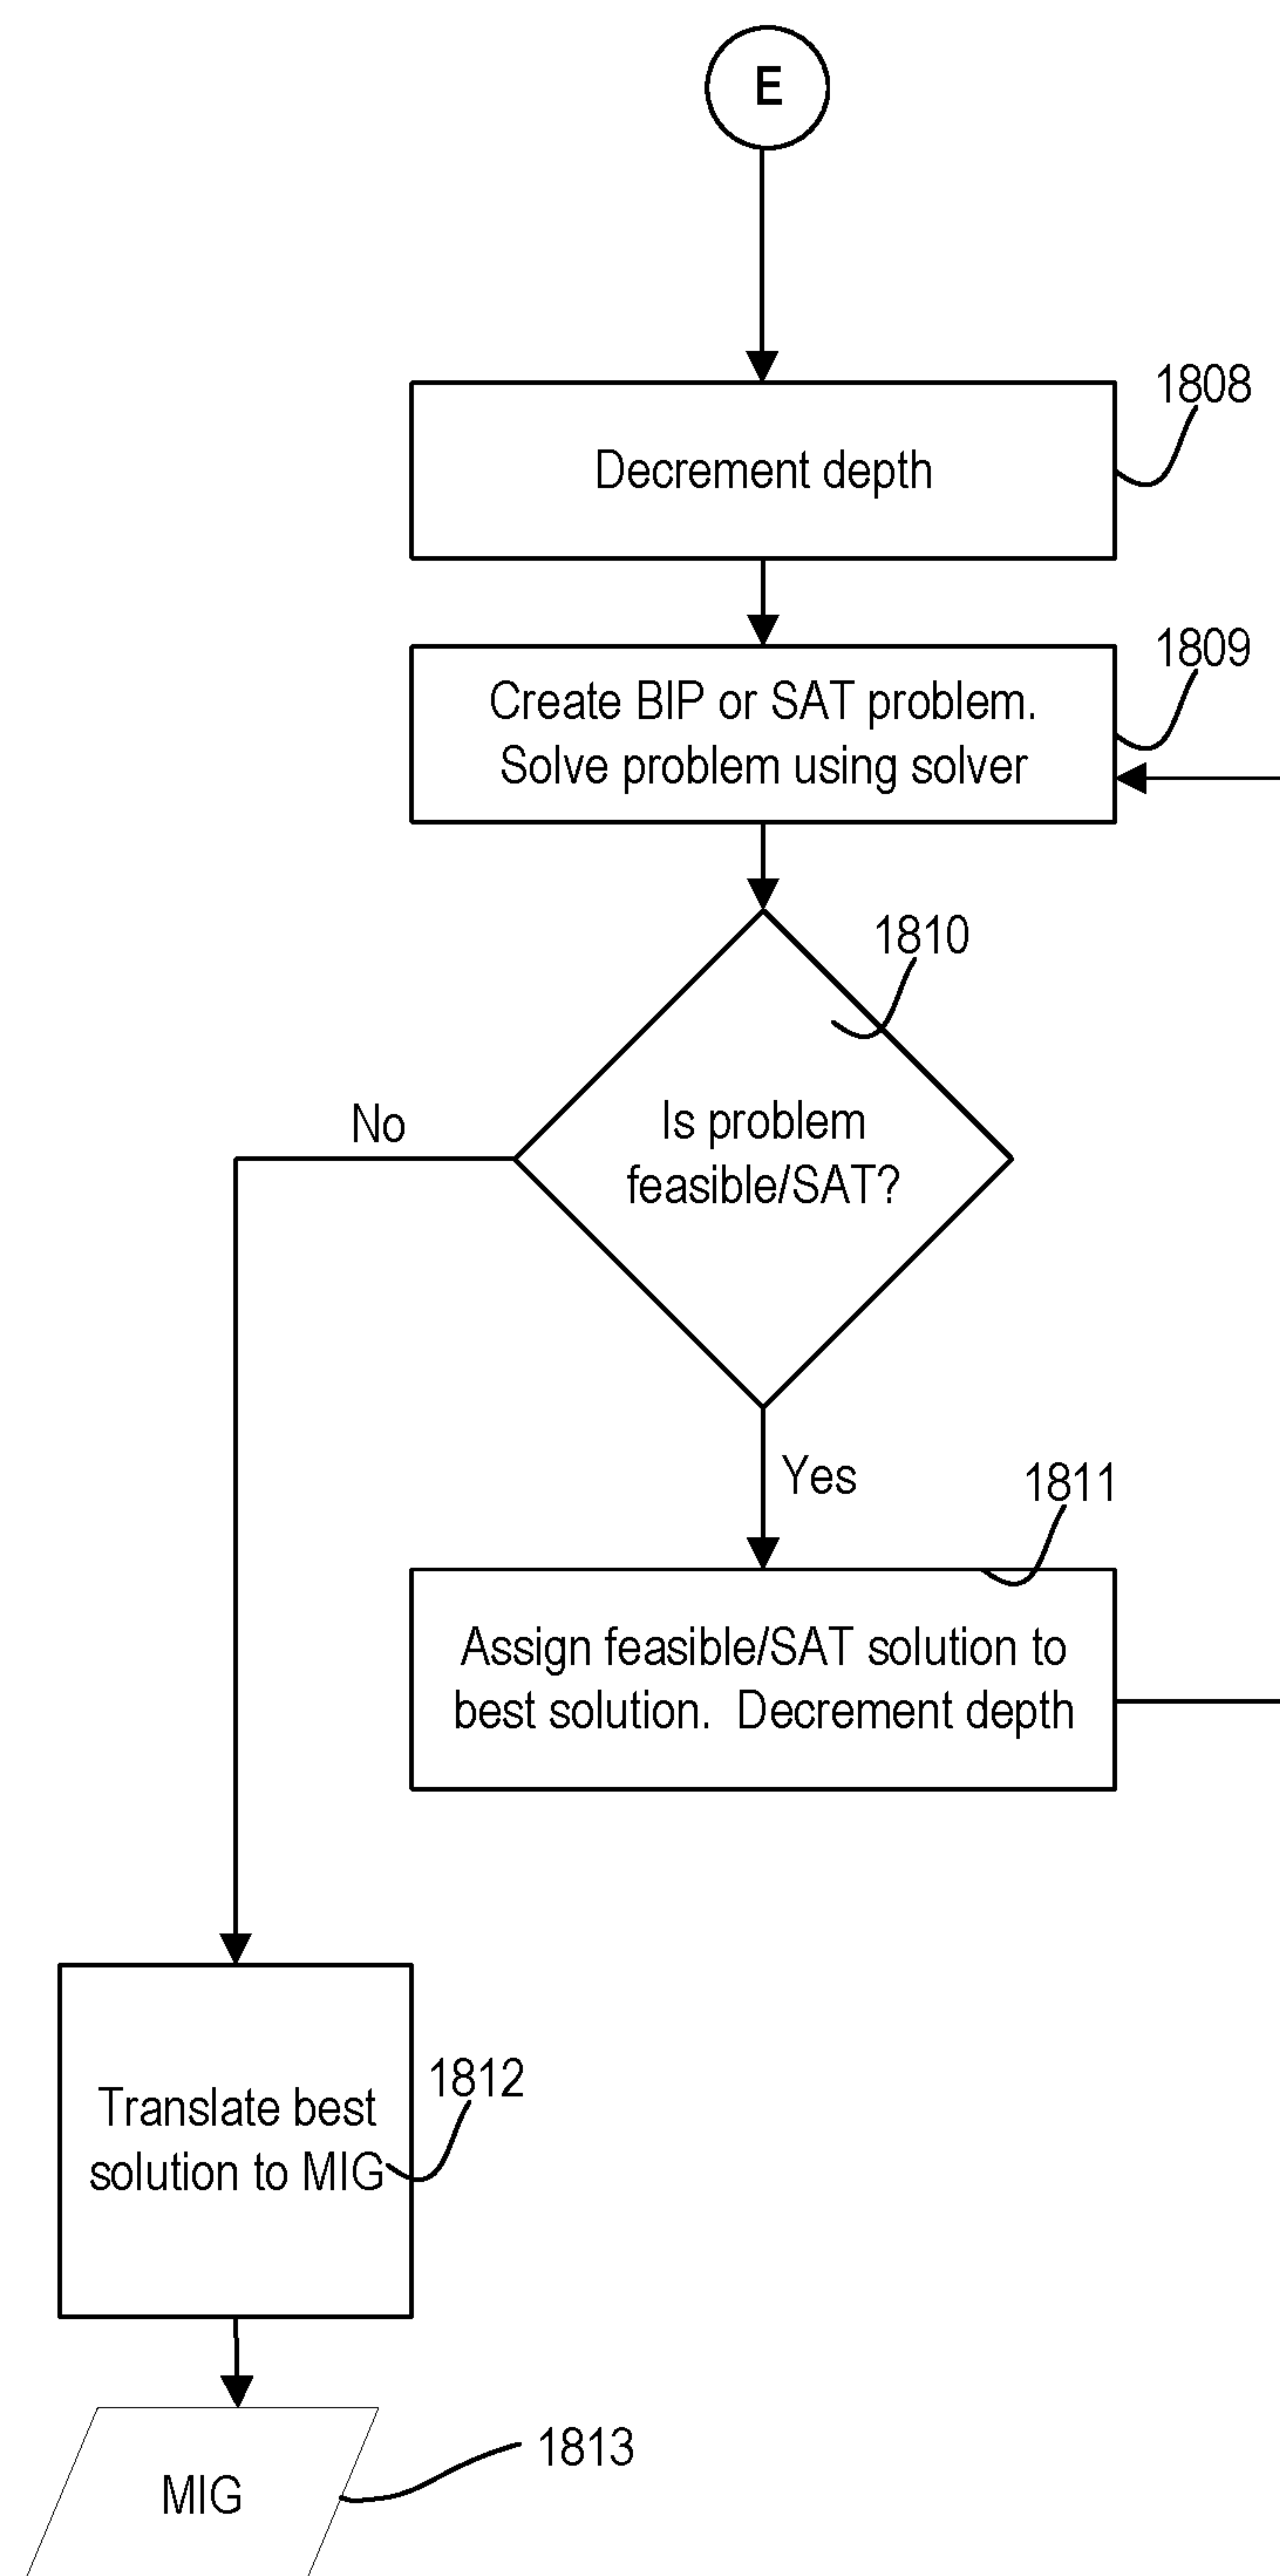 E
1808
Decrement depth
1809
Create BIP or SAT problem.
Solve problem using solver
1810
Is problem
feasible/SAT?
No
Yes
1811
Assign feasible/SAT solution to
best solution.  Decrement depth
1812
Translate best
solution to MIG
1813
MIG